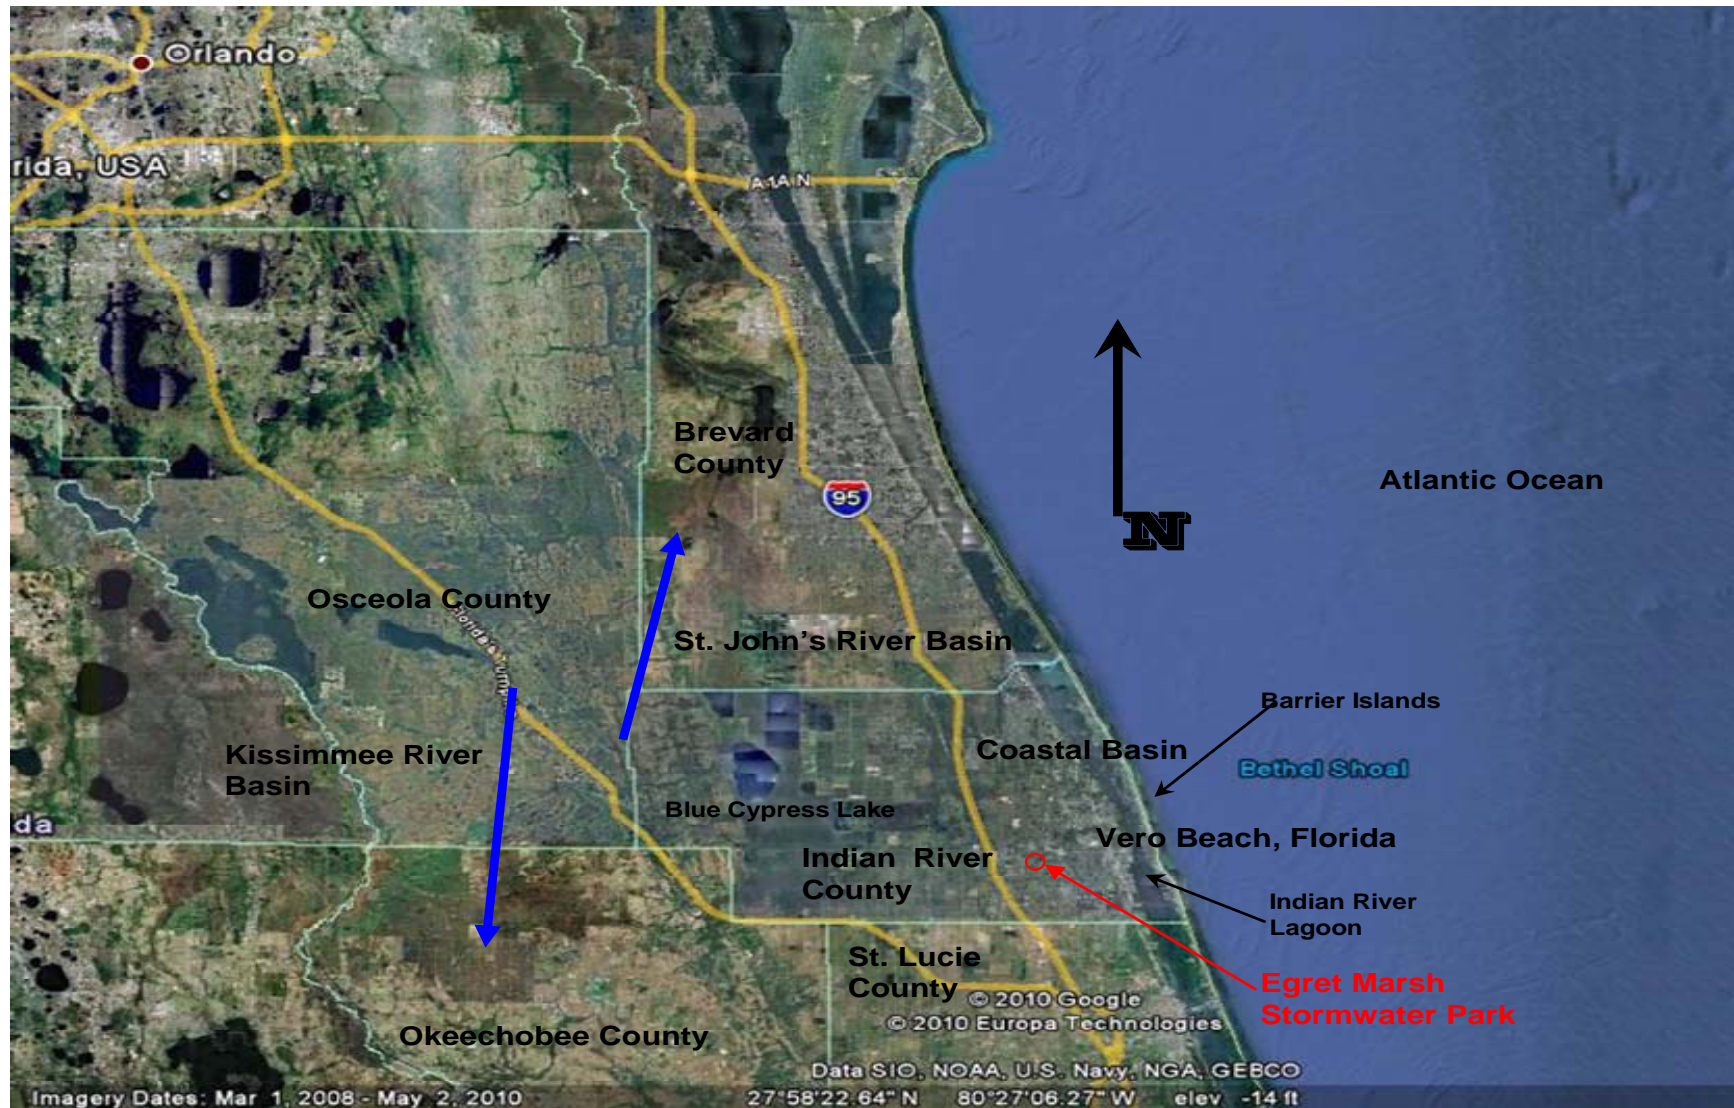 Orlando
rida, USA
A1A N
Brevard
County
95
N
Atlantic Ocean
Osceola County
Florida's Turnpike
St. John's River Basin
Barrier Islands
Kissimmee River
Basin
Coastal Basin
Bethel Shoal
Blue Cypress Lake
da
Vero Beach, Florida
Indian River
County
Indian River
Lagoon
St. Lucie
County
Egret Marsh
Stormwater Park
© 2010 Google
© 2010 Europa Technologies
Okeechobee County
Data SIO, NOAA, U.S. Navy, NGA, GEBCO
Imagery Dates: Mar 1, 2008 - May 2, 2010
27°58'22.64" N 80°27'06.27" W elev -14 ft